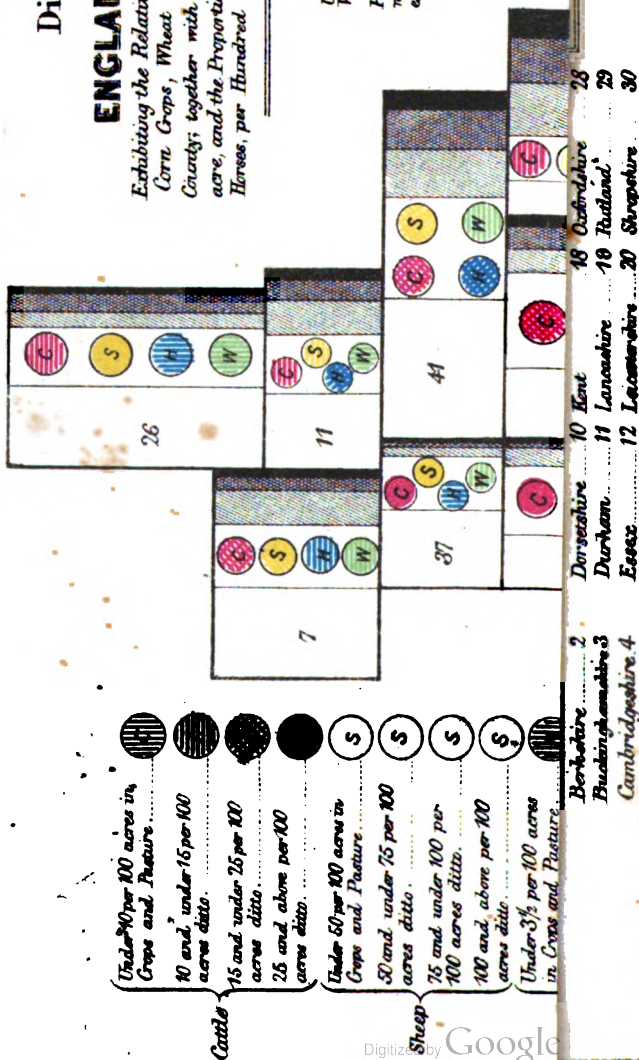 Di
ENGLA
Exhibiting the Relati
Corn Crops, Wheat
County; together with
acre, and the Proporti
Horses, per Hundred
C S H W
26
C S H W
11
C S H W
7
C S H W
41
C S H W
37
C
C
C
Cattle
Under 10 per 100 acres in
Crops and Pasture
10 and under 15 per 100
acres ditto
15 and under 25 per 100
acres ditto
25 and above per 100
acres ditto
Sheep
Under 50 per 100 acres in
Crops and Pasture
S
50 and under 75 per 100
acres ditto
S
75 and under 100 per
100 acres ditto
S
100 and above per 100
acres ditto
S
Under 3½ per 100 acres
in Crops and Pasture
Berkshire 2
Buckinghamshire 3
Cambridgeshire 4
Dorsetshire 10
Durham 11
Essex 12
Kent 18
Lancashire 19
Leicestershire 20
Oxfordshire 28
Rutland 29
Shropshire 30
Digitized by Google